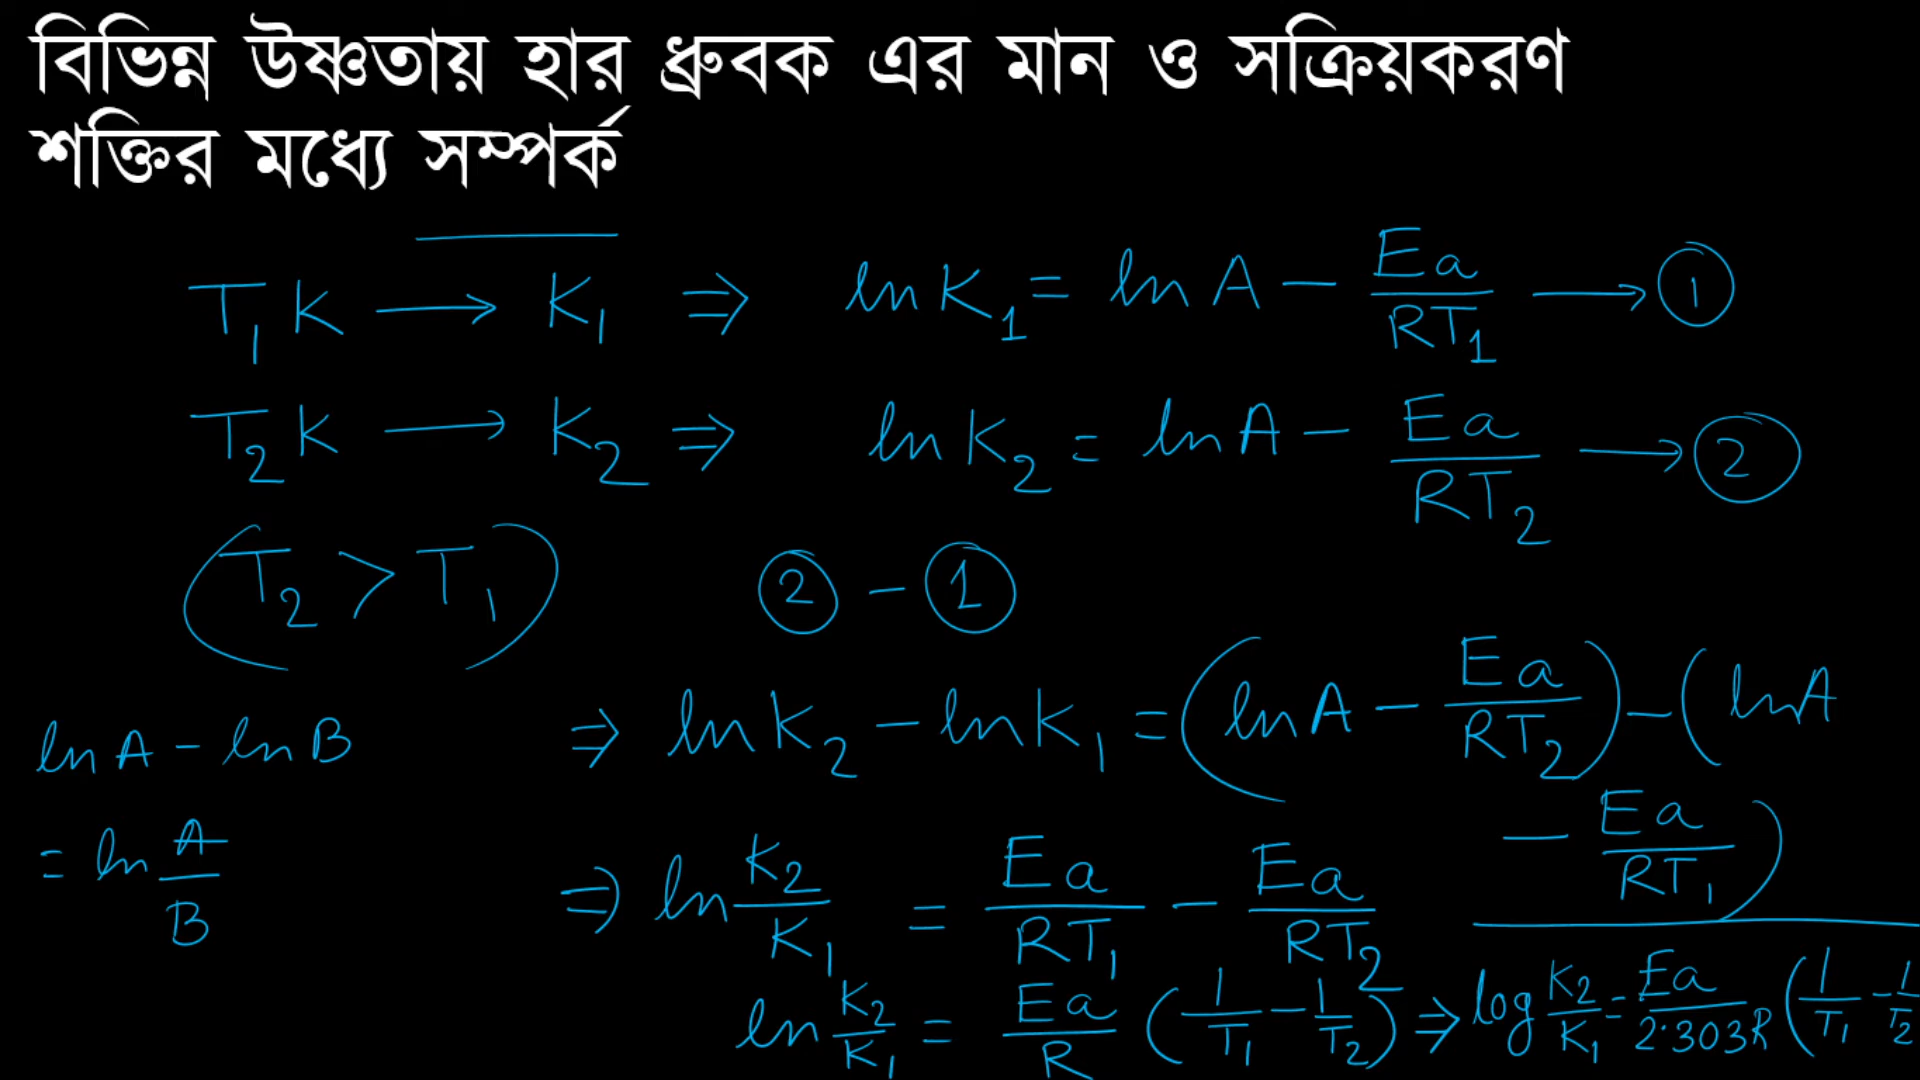 বিভিন্ন উষ্ণতায় হার ধ্রুবক এর মান ও সক্রিয়করণ
শক্তির মধ্যে সম্পর্ক
T₁ K ⟶ K₁ ⇒ ln K₁ = ln A − Ea/RT₁ ⟶ ①
T₂ K ⟶ K₂ ⇒ ln K₂ = ln A − Ea/RT₂ ⟶ ②
(T₂ > T₁) ② − ①
ln A − ln B ⇒ ln K₂ − ln K₁ = (ln A − Ea/RT₂) − (ln A
− Ea/RT₁)
= ln A/B ⇒ ln K₂/K₁ = Ea/RT₁ − Ea/RT₂
ln K₂/K₁ = Ea/R (1/T₁ − 1/T₂) ⇒ log K₂/K₁ = Ea/2.303R (1/T₁ − 1/T₂